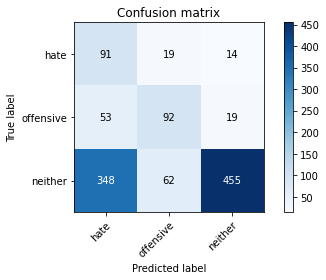 Confusion matrix
True label
hate 91 19 14
offensive 53 92 19
neither 348 62 455
hate offensive neither
Predicted label
450
400
350
300
250
200
150
100
50